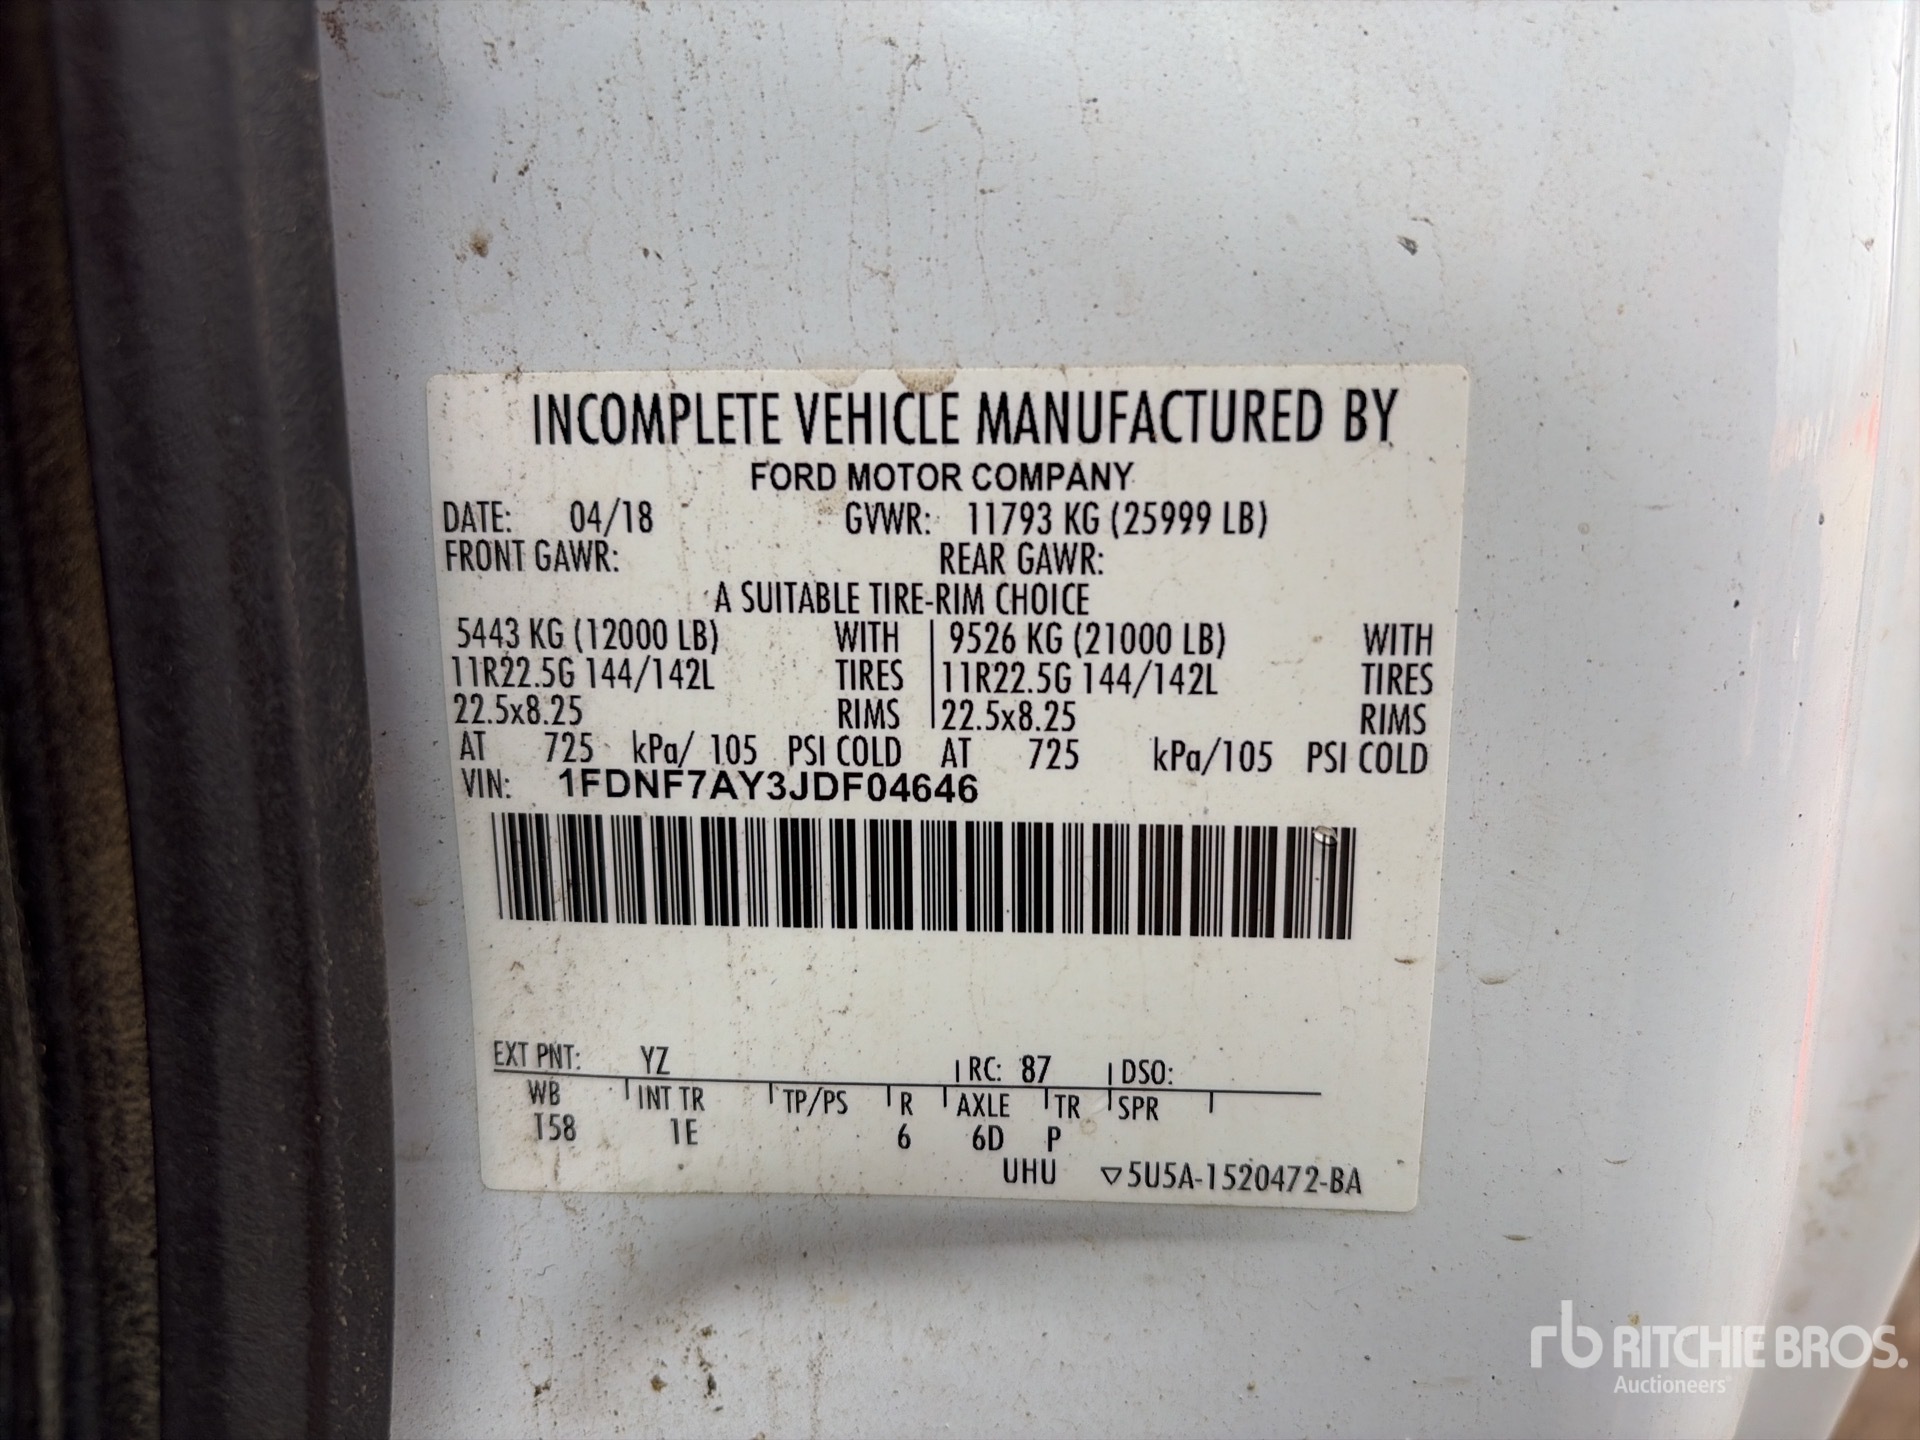 INCOMPLETE VEHICLE MANUFACTURED BY
FORD MOTOR COMPANY
DATE: 04/18 GVWR: 11793 KG (25999 LB)
FRONT GAWR: REAR GAWR:
A SUITABLE TIRE-RIM CHOICE
5443 KG (12000 LB) WITH 9526 KG (21000 LB) WITH
11R22.5G 144/142L TIRES 11R22.5G 144/142L TIRES
22.5x8.25 RIMS 22.5x8.25 RIMS
AT 725 kPa/ 105 PSI COLD AT 725 kPa/105 PSI COLD
VIN: 1FDNF7AY3JDF04646
EXT PNT: YZ RC: 87 DSO:
WB INT TR TP/PS R AXLE TR SPR
T58 1E 6 6D P
UHU ▽5U5A-1520472-BA
rb RITCHIE BROS.
Auctioneers